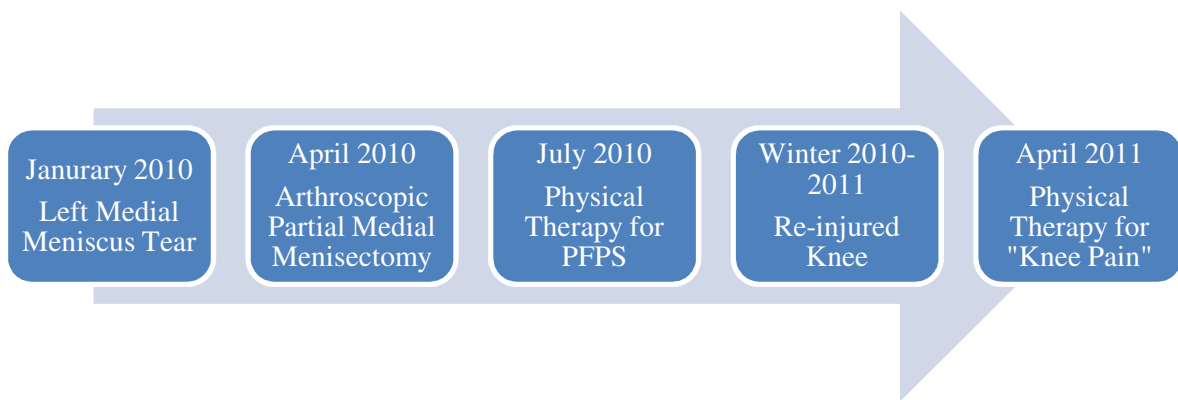 Janurary 2010
Left Medial
Meniscus Tear
April 2010
Arthroscopic
Partial Medial
Menisectomy
July 2010
Physical
Therapy for
PFPS
Winter 2010-
2011
Re-injured
Knee
April 2011
Physical
Therapy for
"Knee Pain"